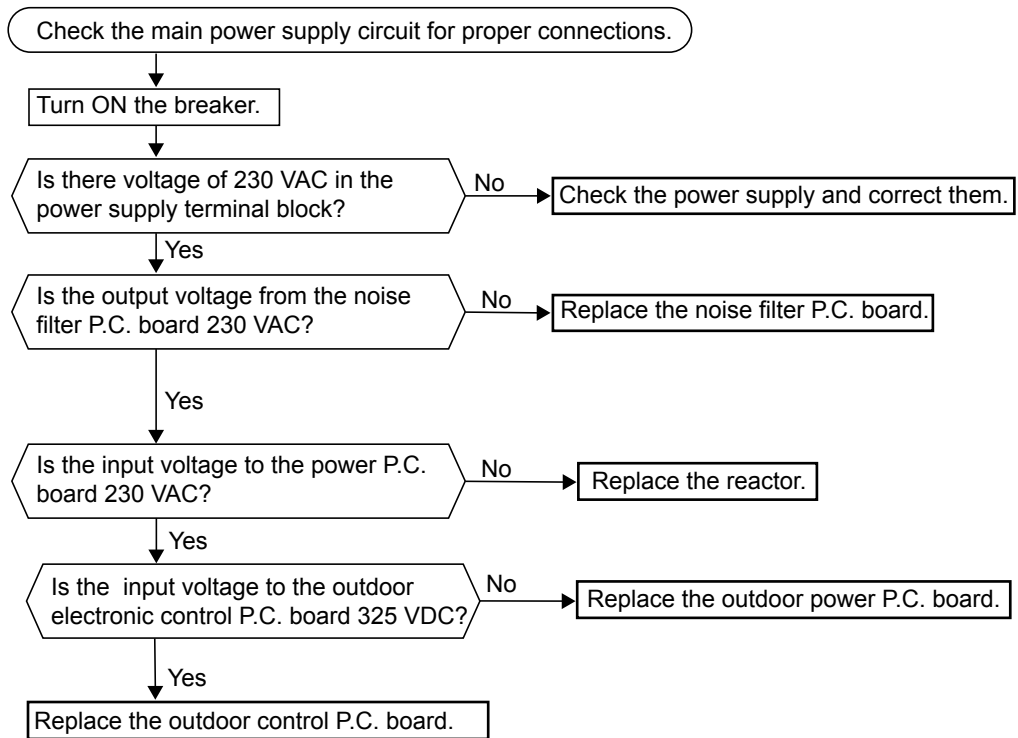 Check the main power supply circuit for proper connections.
Turn ON the breaker.
Is there voltage of 230 VAC in the
power supply terminal block?
No
Check the power supply and correct them.
Yes
Is the output voltage from the noise
filter P.C. board 230 VAC?
No
Replace the noise filter P.C. board.
Yes
Is the input voltage to the power P.C.
board 230 VAC?
No
Replace the reactor.
Yes
Is the input voltage to the outdoor
electronic control P.C. board 325 VDC?
No
Replace the outdoor power P.C. board.
Yes
Replace the outdoor control P.C. board.